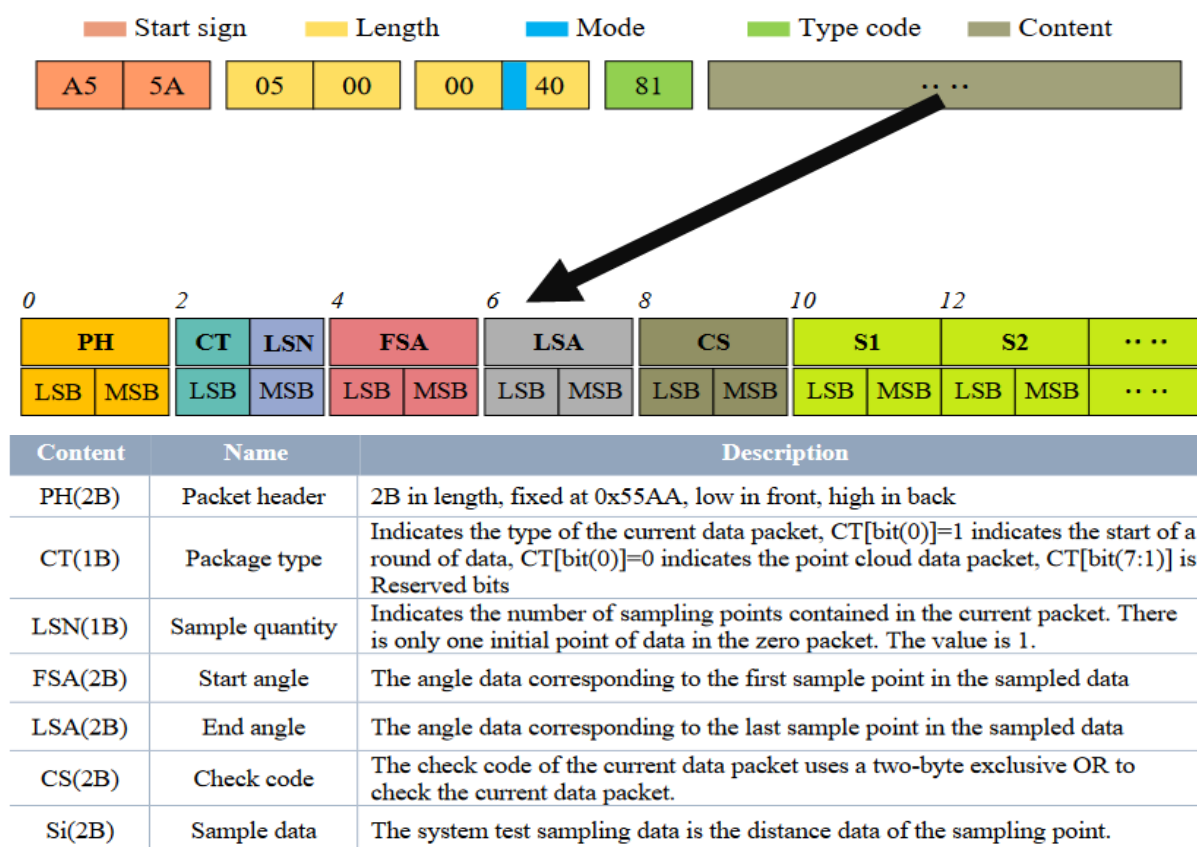 Start sign Length Mode Type code Content
A5 5A 05 00 00 40 81 .. ..
0 2 4 6 8 10 12
PH CT LSN FSA LSA CS S1 S2 .. ..
LSB MSB LSB MSB LSB MSB LSB MSB LSB MSB LSB MSB LSB MSB .. ..
Content Name Description
PH(2B) Packet header 2B in length, fixed at 0x55AA, low in front, high in back
CT(1B) Package type Indicates the type of the current data packet, CT[bit(0)]=1 indicates the start of a
round of data, CT[bit(0)]=0 indicates the point cloud data packet, CT[bit(7:1)] is
Reserved bits
LSN(1B) Sample quantity Indicates the number of sampling points contained in the current packet. There
is only one initial point of data in the zero packet. The value is 1.
FSA(2B) Start angle The angle data corresponding to the first sample point in the sampled data
LSA(2B) End angle The angle data corresponding to the last sample point in the sampled data
CS(2B) Check code The check code of the current data packet uses a two-byte exclusive OR to
check the current data packet.
Si(2B) Sample data The system test sampling data is the distance data of the sampling point.